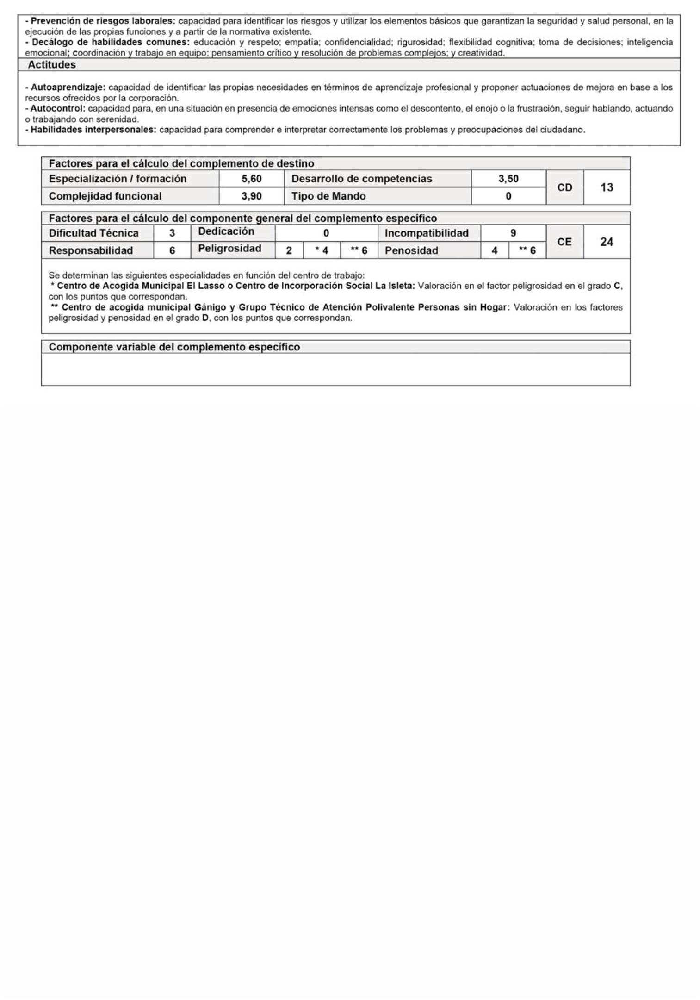 - Prevención de riesgos laborales: capacidad para identificar los riesgos y utilizar los elementos básicos que garantizan la seguridad y salud personal, en la
ejecución de las propias funciones y a partir de la normativa existente.
- Decálogo de habilidades comunes: educación y respeto; empatía; confidencialidad; rigurosidad; flexibilidad cognitiva; toma de decisiones; inteligencia
emocional; coordinación y trabajo en equipo; pensamiento crítico y resolución de problemas complejos; y creatividad.
Actitudes
- Autoaprendizaje: capacidad de identificar las propias necesidades en términos de aprendizaje profesional y proponer actuaciones de mejora en base a los
recursos ofrecidos por la corporación.
- Autocontrol: capacidad para, en una situación en presencia de emociones intensas como el descontento, el enojo o la frustración, seguir hablando, actuando
o trabajando con serenidad.
- Habilidades interpersonales: capacidad para comprender e interpretar correctamente los problemas y preocupaciones del ciudadano.
Factores para el cálculo del complemento de destino
Especialización / formación 5,60 Desarrollo de competencias 3,50 CD 13
Complejidad funcional 3,90 Tipo de Mando 0
Factores para el cálculo del componente general del complemento específico
Dificultad Técnica 3 Dedicación 0 Incompatibilidad 9 CE 24
Responsabilidad 6 Peligrosidad 2 * 4 ** 6 Penosidad 4 ** 6
Se determinan las siguientes especialidades en función del centro de trabajo:
* Centro de Acogida Municipal El Lasso o Centro de Incorporación Social La Isleta: Valoración en el factor peligrosidad en el grado C,
con los puntos que correspondan.
** Centro de acogida municipal Gánigo y Grupo Técnico de Atención Polivalente Personas sin Hogar: Valoración en los factores
peligrosidad y penosidad en el grado D, con los puntos que correspondan.
Componente variable del complemento específico